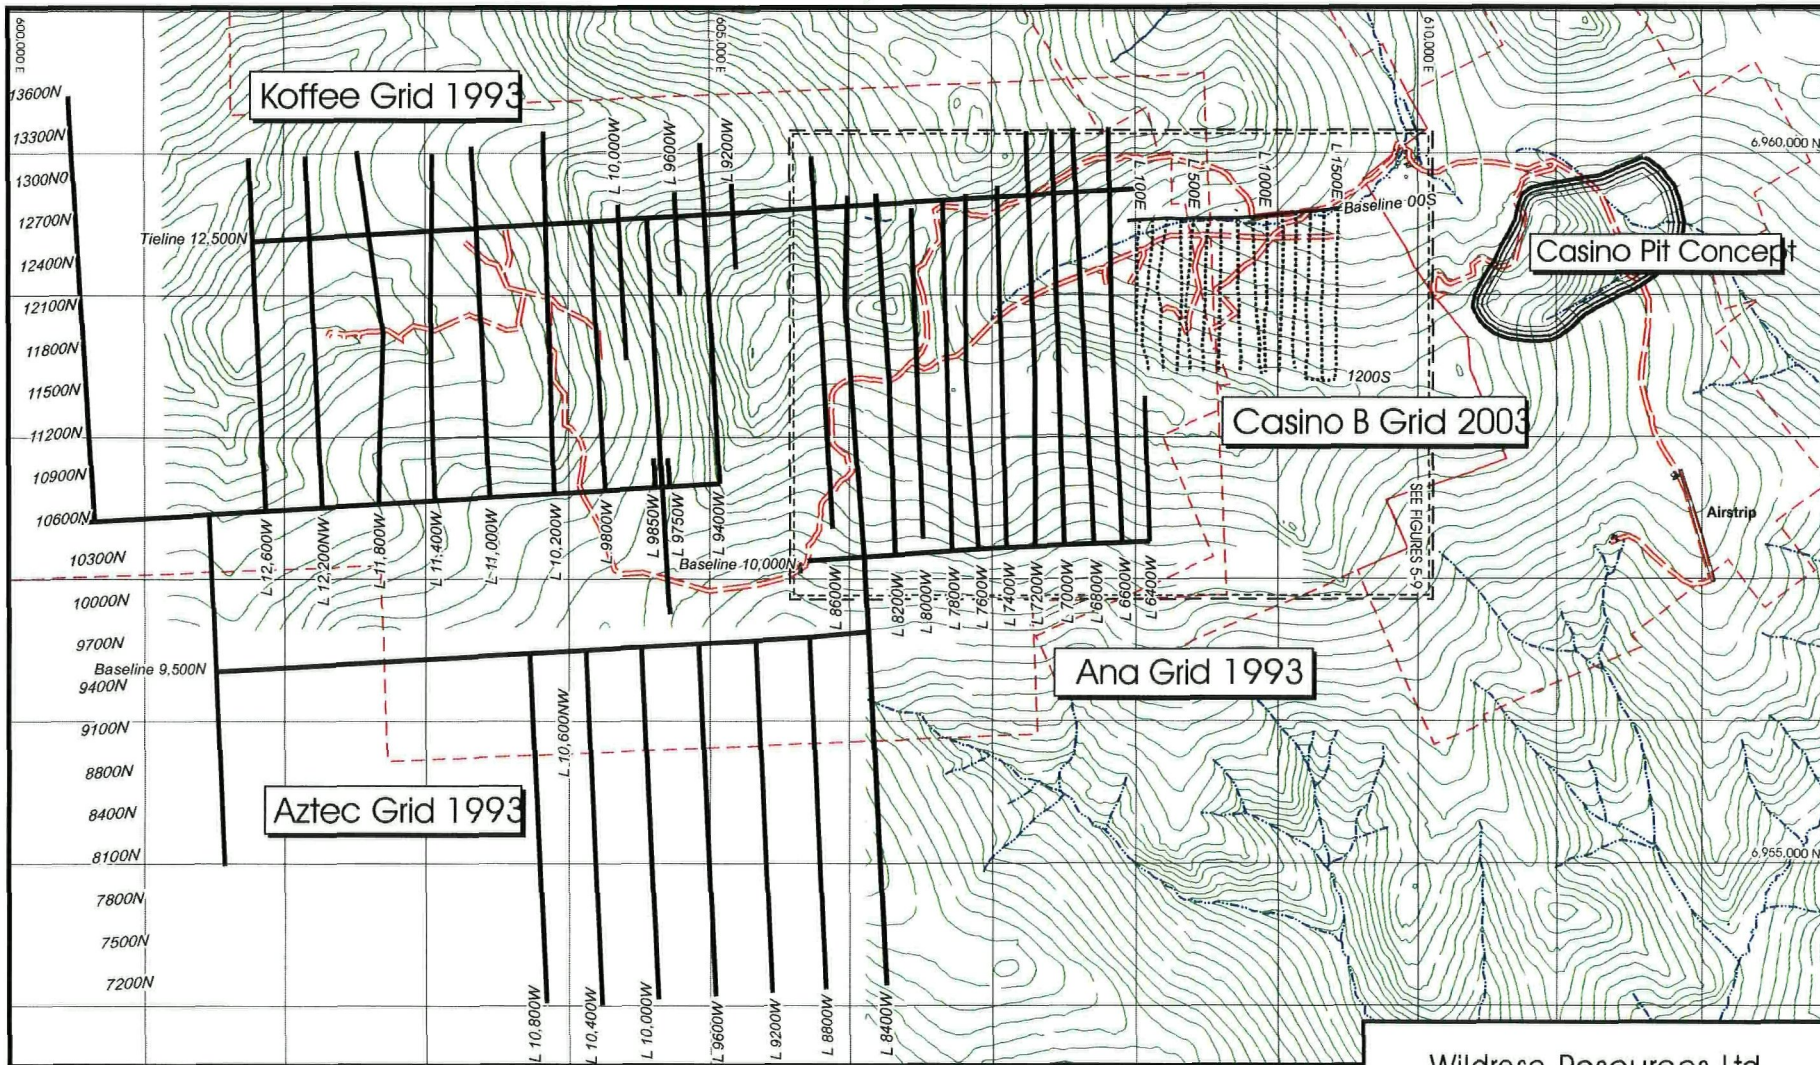 600,000 E
605,000 E
610,000 E
13600N
Koffee Grid 1993
13300N
6,960,000 N
1300N0
L 10,000W
L 9600W
L 9200W
L 100E
L 500E
L 1000E
L 1500E
12700N
Baseline 00S
Tieline 12,500N
Casino Pit Concept
12400N
12100N
11800N
1200S
11500N
Casino B Grid 2003
11200N
10900N
SEE FIGURES 5-9
Airstrip
10600N
L 12,600W
L 12,200NW
L 11,800W
L 11,400W
L 11,000W
L 10,200W
L 9800W
L 9850W
L 9750W
L 9400W
10300N
Baseline 10,000N
L 8600W
L 8200W
L 8000W
L 7800W
L 7600W
L 7400W
L 7200W
L 7000W
L 6800W
L 6600W
L 6400W
10000N
9700N
Baseline 9,500N
Ana Grid 1993
9400N
L 10,600NW
9100N
8800N
Aztec Grid 1993
8400N
8100N
6,955,000 N
7800N
7500N
7200N
L 10,800W
L 10,400W
L 10,000W
L 9600W
L 9200W
L 8800W
L 8400W
Wildrose Resources Ltd